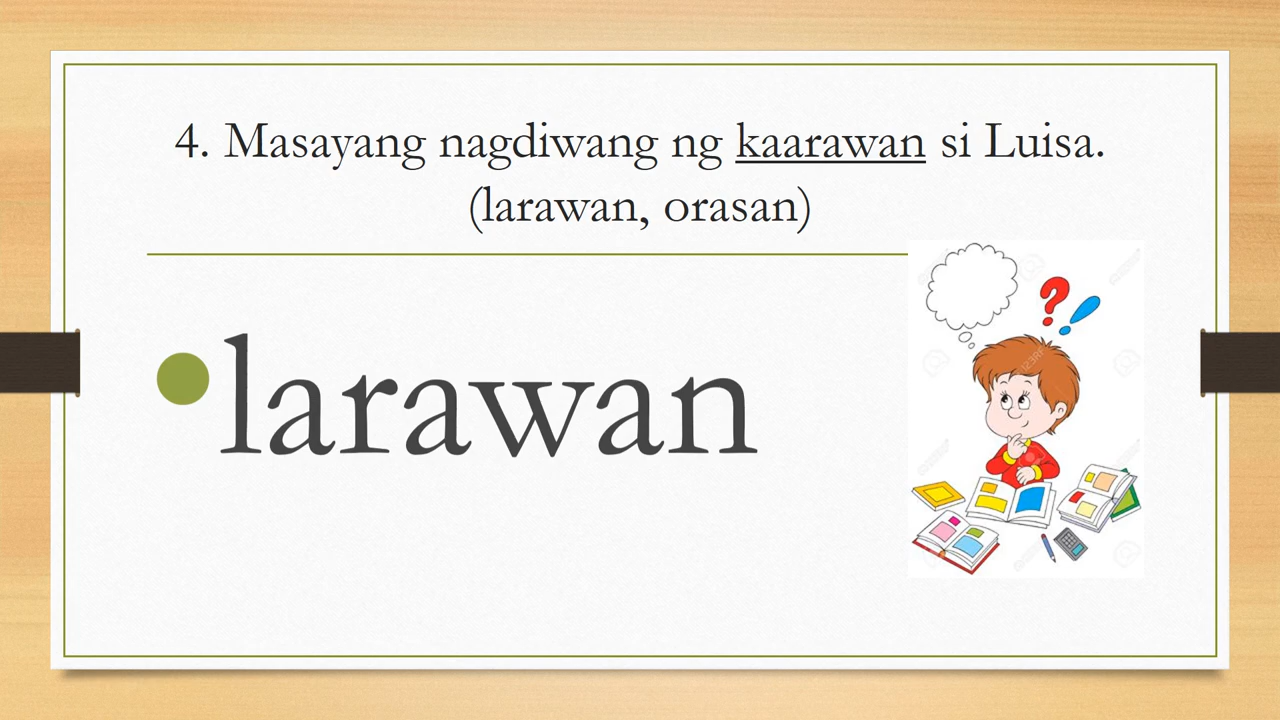 4. Masayang nagdiwang ng kaarawan si Luisa.
(larawan, orasan)
larawan